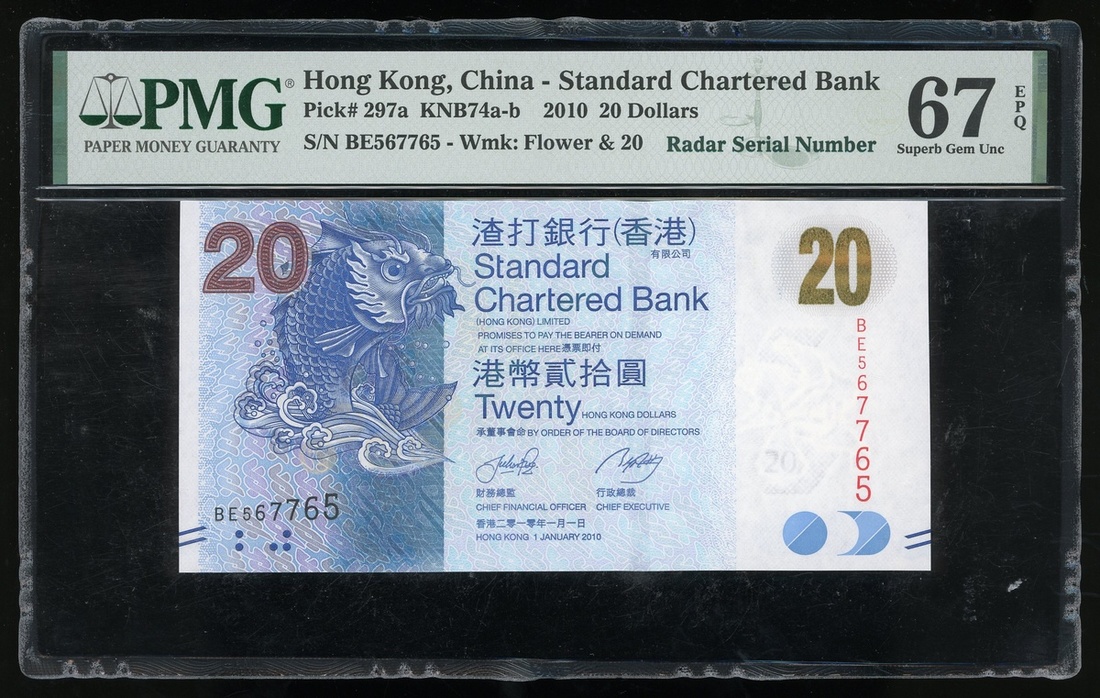 PMG®
PAPER MONEY GUARANTY
Hong Kong, China - Standard Chartered Bank
Pick# 297a KNB74a-b 2010 20 Dollars
S/N BE567765 - Wmk: Flower & 20 Radar Serial Number
67
EPQ
Superb Gem Unc
20
渣打銀行(香港)
有限公司
Standard
Chartered Bank
(HONG KONG) LIMITED
PROMISES TO PAY THE BEARER ON DEMAND
AT ITS OFFICE HERE 憑票即付
港幣貳拾圓
Twenty HONG KONG DOLLARS
承董事會命 BY ORDER OF THE BOARD OF DIRECTORS
財務總監 行政總裁
CHIEF FINANCIAL OFFICER CHIEF EXECUTIVE
香港二零一零年一月一日
HONG KONG 1 JANUARY 2010
BE567765
20
BE567765
20